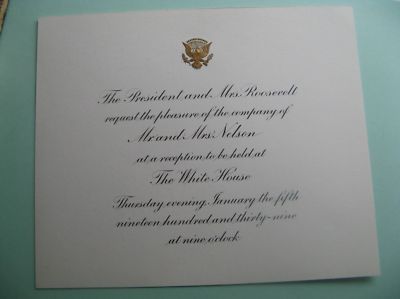 The President and Mrs. Roosevelt
request the pleasure of the company of
Mr. and Mrs. Nelson
at a reception to be held at
The White House
Thursday evening, January the fifth
nineteen hundred and thirty-nine
at nine o'clock